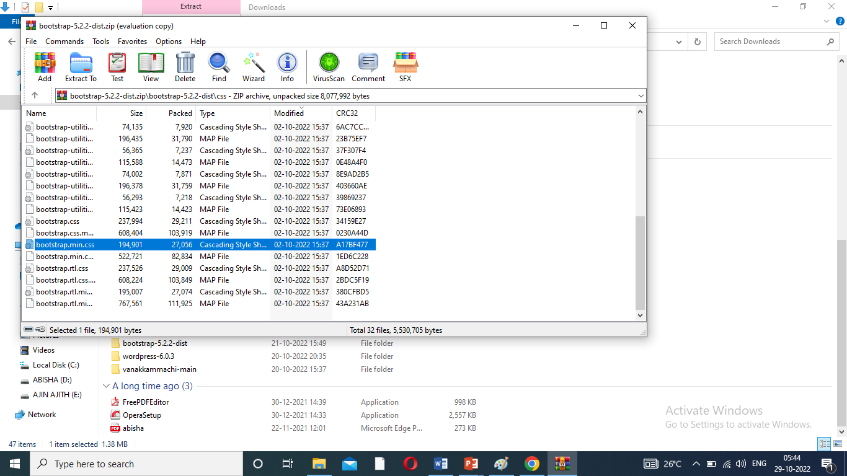 Extract
Downloads
bootstrap-5.2.2-dist.zip (evaluation copy)
File Commands Tools Favorites Options Help
Search Downloads
Add Extract To Test View Delete Find Wizard Info VirusScan Comment SFX
bootstrap-5.2.2-dist.zip\bootstrap-5.2.2-dist\css - ZIP archive, unpacked size 8,077,992 bytes
Name Size Packed Type Modified CRC32
bootstrap-utiliti... 74,135 7,920 Cascading Style Sh... 02-10-2022 15:37 6AC7CC...
bootstrap-utiliti... 196,435 31,790 MAP File 02-10-2022 15:37 23B75EF7
bootstrap-utiliti... 56,365 7,237 Cascading Style Sh... 02-10-2022 15:37 37F307F4
bootstrap-utiliti... 115,588 14,473 MAP File 02-10-2022 15:37 0E48A4F0
bootstrap-utiliti... 74,002 7,871 Cascading Style Sh... 02-10-2022 15:37 8E9AD2B5
bootstrap-utiliti... 196,378 31,759 MAP File 02-10-2022 15:37 403660AE
bootstrap-utiliti... 56,293 7,218 Cascading Style Sh... 02-10-2022 15:37 39869237
bootstrap-utiliti... 115,423 14,423 MAP File 02-10-2022 15:37 73E06893
bootstrap.css 237,994 29,211 Cascading Style Sh... 02-10-2022 15:37 34159E27
bootstrap.css.m... 608,404 103,919 MAP File 02-10-2022 15:37 0230A44D
bootstrap.min.css 194,901 27,056 Cascading Style Sh... 02-10-2022 15:37 A17BF477
bootstrap.min.c... 522,721 82,834 MAP File 02-10-2022 15:37 1ED6C228
bootstrap.rtl.css 237,526 29,009 Cascading Style Sh... 02-10-2022 15:37 A8D52D71
bootstrap.rtl.css.... 608,224 103,849 MAP File 02-10-2022 15:37 2BDC5F19
bootstrap.rtl.mi... 195,007 27,074 Cascading Style Sh... 02-10-2022 15:37 380CFBD5
bootstrap.rtl.mi... 767,561 111,925 MAP File 02-10-2022 15:37 43A231AB
Selected 1 file, 194,901 bytes Total 32 files, 5,530,705 bytes
bootstrap-5.2.2-dist 21-10-2022 15:49 File folder
Videos wordpress-6.0.3 20-10-2022 20:35 File folder
Local Disk (C:) vanakkammachi-main 20-10-2022 15:37 File folder
ABISHA (D:) A long time ago (3)
AJIN AJITH (E:) FreePDFEditor 30-12-2021 14:39 Application 998 KB
Network OperaSetup 30-12-2021 14:33 Application 2,557 KB
abisha 22-11-2021 12:01 Microsoft Edge P... 273 KB
Activate Windows
Go to Settings to activate Windows.
47 items 1 item selected 1.38 MB
Type here to search 26°C ENG 05:44
29-10-2022